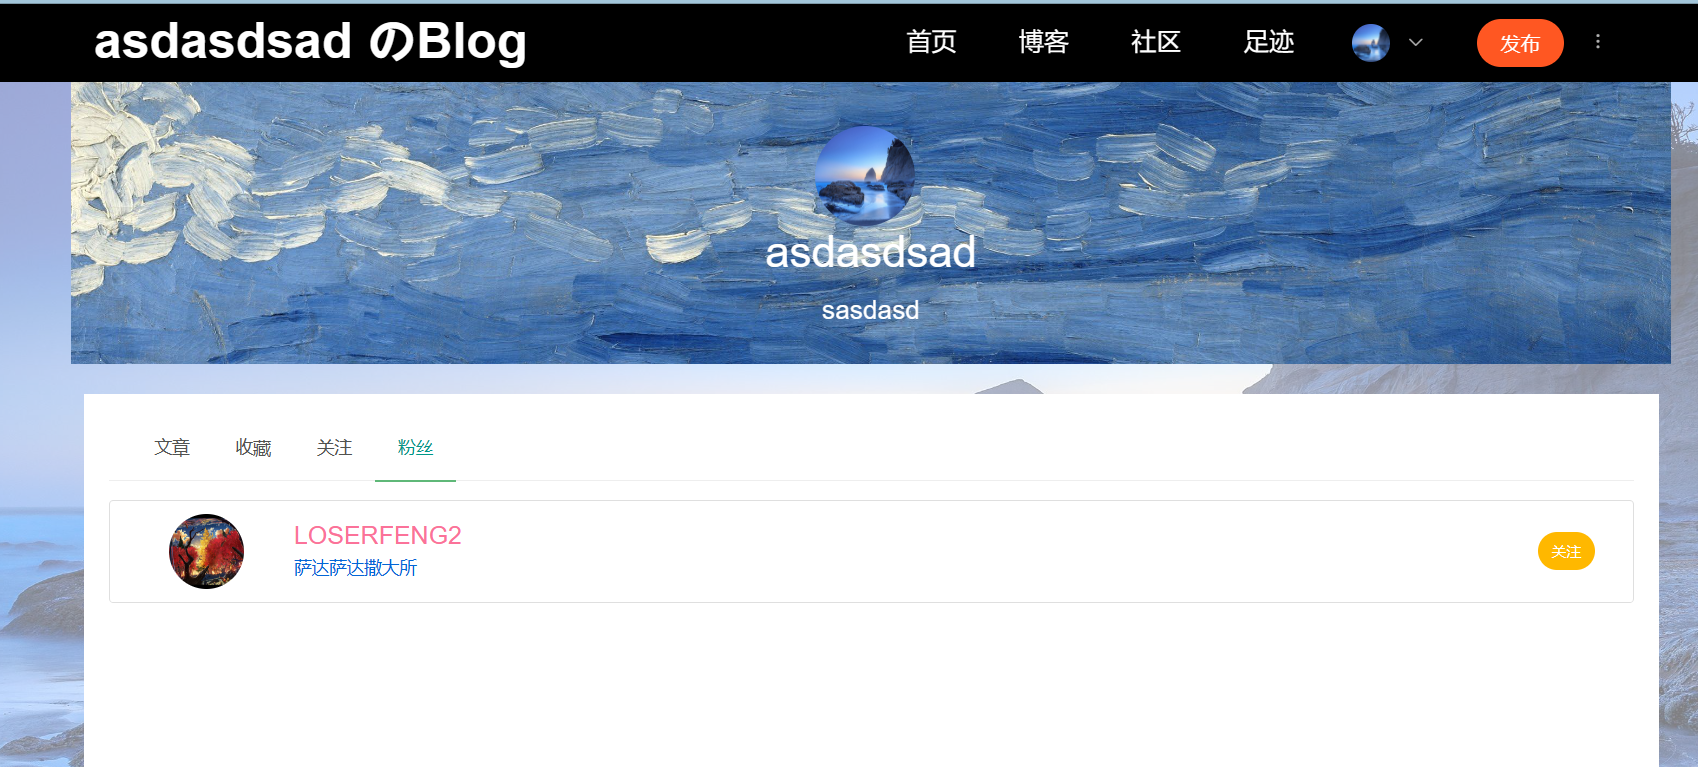 asdasdsad のBlog 首页 博客 社区 足迹 发布
asdasdsad
sasdasd
文章 收藏 关注 粉丝
LOSERFENG2
萨达萨达撒大所
关注